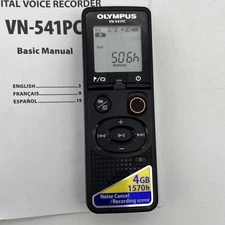 ITAL VOICE RECORDER
VN-541PC
Basic Manual
ENGLISH
FRANÇAIS
ESPAÑOL
OLYMPUS
VN-541PC
506h
4GB
1570h
Noise Cancel
/Recording scene